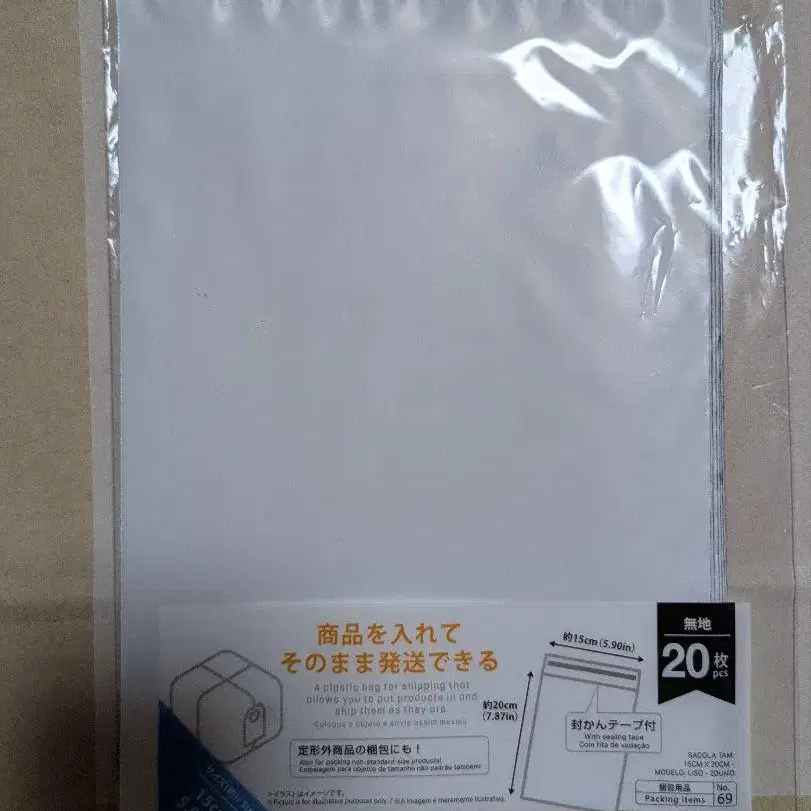 商品を入れて
そのまま発送できる
A plastic bag for shipping that
allows you to put products in and
ship them as they are.
Coloque o objeto e envie assim mesmo
定形外商品の梱包にも！
Also for packing non-standard-size products!
Embalagem para objetos de tamanho não padrão também!
※イラストはイメージです。
※Picture is for illustrative purposes only. / ※A imagem é meramente ilustrativa.
約15cm (5.90in)
約20cm
(7.87in)
封かんテープ付
With sealing tape
Com fita de vedação
無地
20枚
pcs
SACOLA TAM.
15CM X 20CM -
MODELO: LISO - 20UNID.
梱包用品
Packing items
No.
69